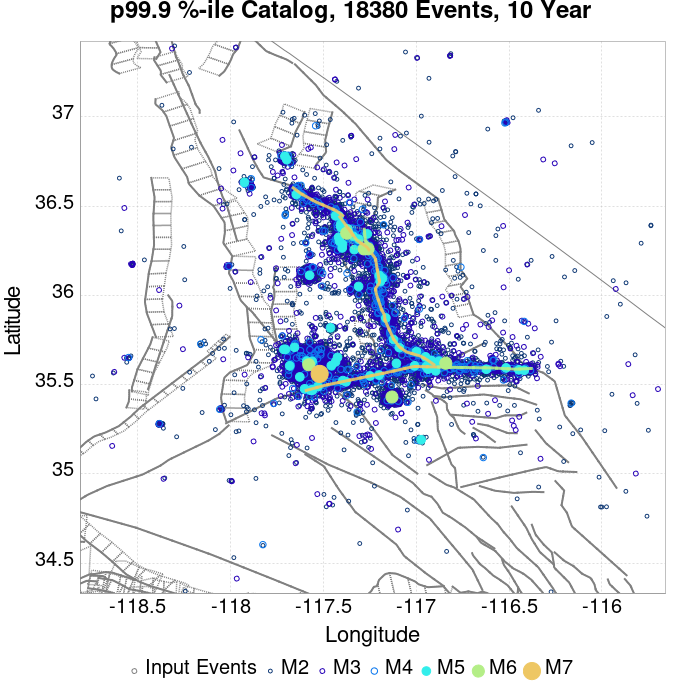 p99.9 %-ile Catalog, 18380 Events, 10 Year
37
36.5
36
35.5
35
34.5
Latitude
-118.5 -118 -117.5 -117 -116.5 -116
Longitude
Input Events M2 M3 M4 M5 M6 M7